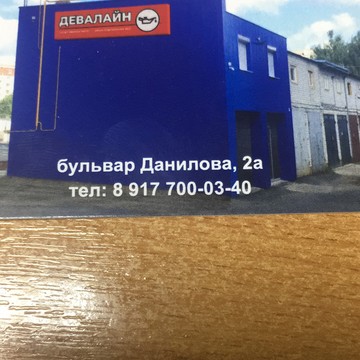 ДЕВАЛАЙН
бульвар Данилова, 2а
тел: 8 917 700-03-40